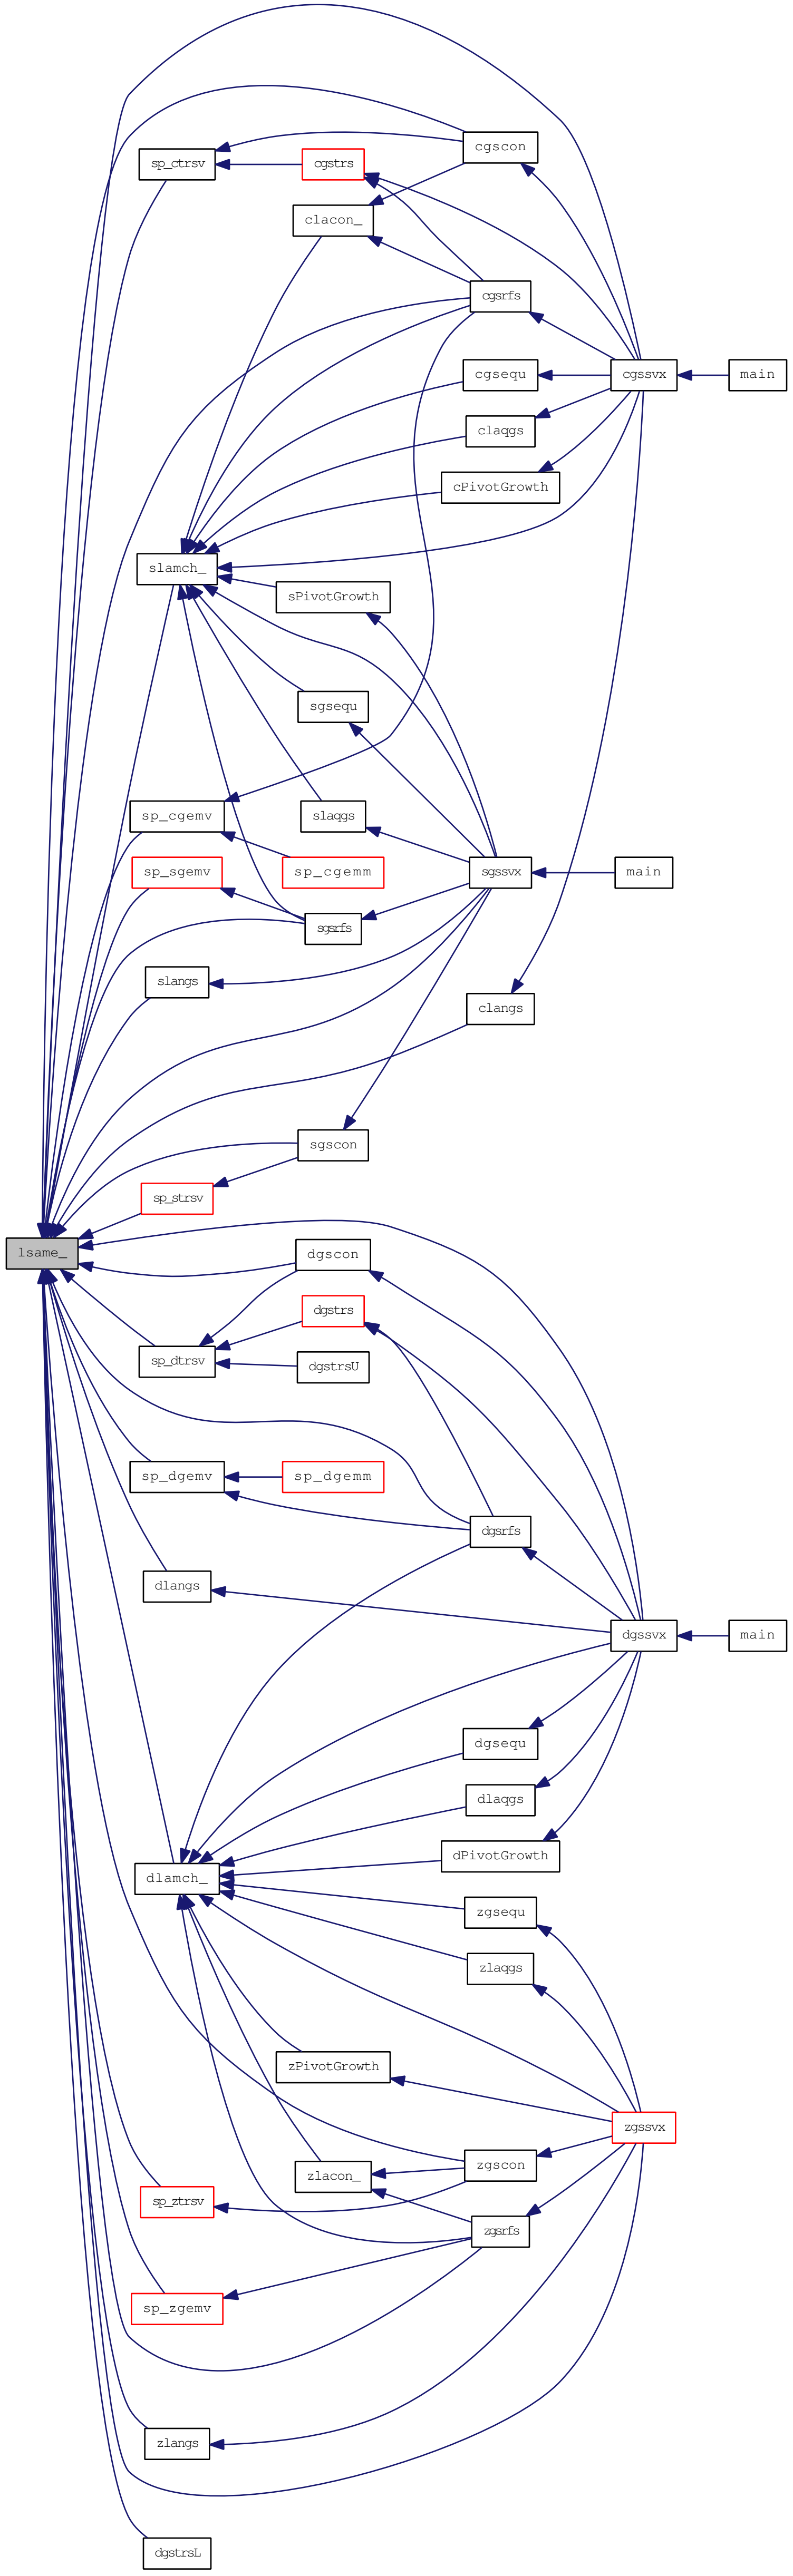 cgscon
sp_ctrsv
cgstrs
clacon_
cgsrfs
cgsequ
cgssvx
main
claqgs
cPivotGrowth
slamch_
sPivotGrowth
sgsequ
sp_cgemv
slaqgs
sp_sgemv
sp_cgemm
sgssvx
main
sgsrfs
slangs
clangs
sgscon
sp_strsv
lsame_
dgscon
dgstrs
sp_dtrsv
dgstrsU
sp_dgemv
sp_dgemm
dgsrfs
dlangs
dgssvx
main
dgsequ
dlaqgs
dPivotGrowth
dlamch_
zgsequ
zlaqgs
zPivotGrowth
zgssvx
zgscon
zlacon_
sp_ztrsv
zgsrfs
sp_zgemv
zlangs
dgstrsL